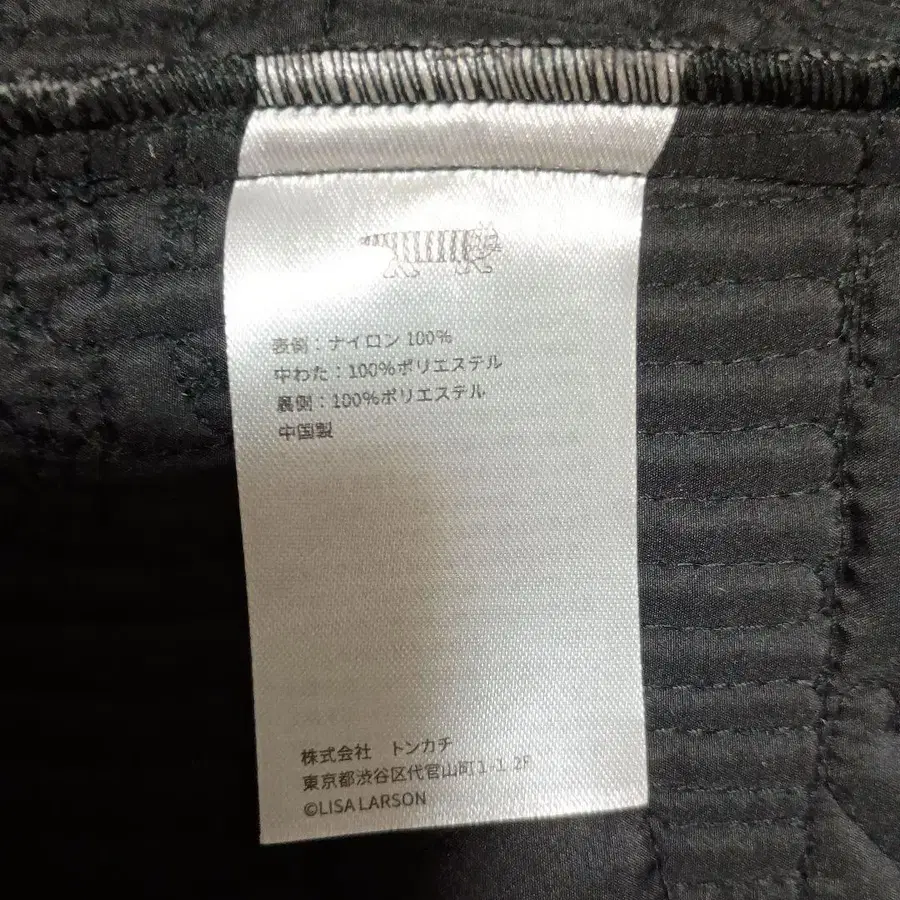 表側：ナイロン 100%
中わた：100%ポリエステル
裏側：100%ポリエステル
中国製
株式会社　トンカチ
東京都渋谷区代官山町1-1 2F
©LISA LARSON